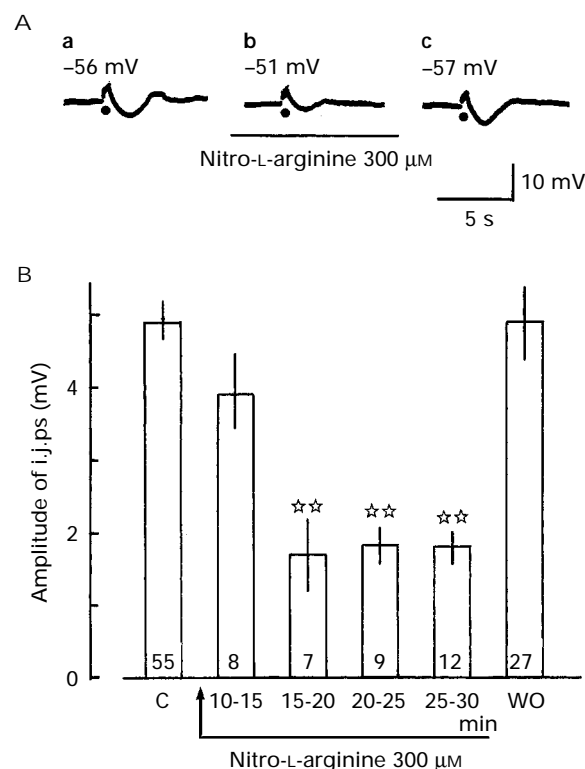 A
a b c
–56 mV –51 mV –57 mV
Nitro-L-arginine 300 μM
10 mV
5 s
B
Amplitude of i.j.ps (mV)
4
2
0
☆☆ ☆☆ ☆☆
55 8 7 9 12 27
C 10-15 15-20 20-25 25-30 WO
min
Nitro-L-arginine 300 μM